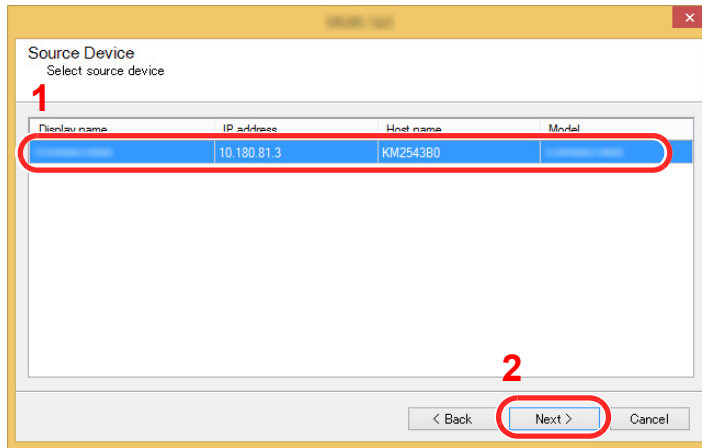 Source Device
Select source device
1
Display name IP address Host name Model
10.180.81.3 KM2543B0
2
< Back Next > Cancel